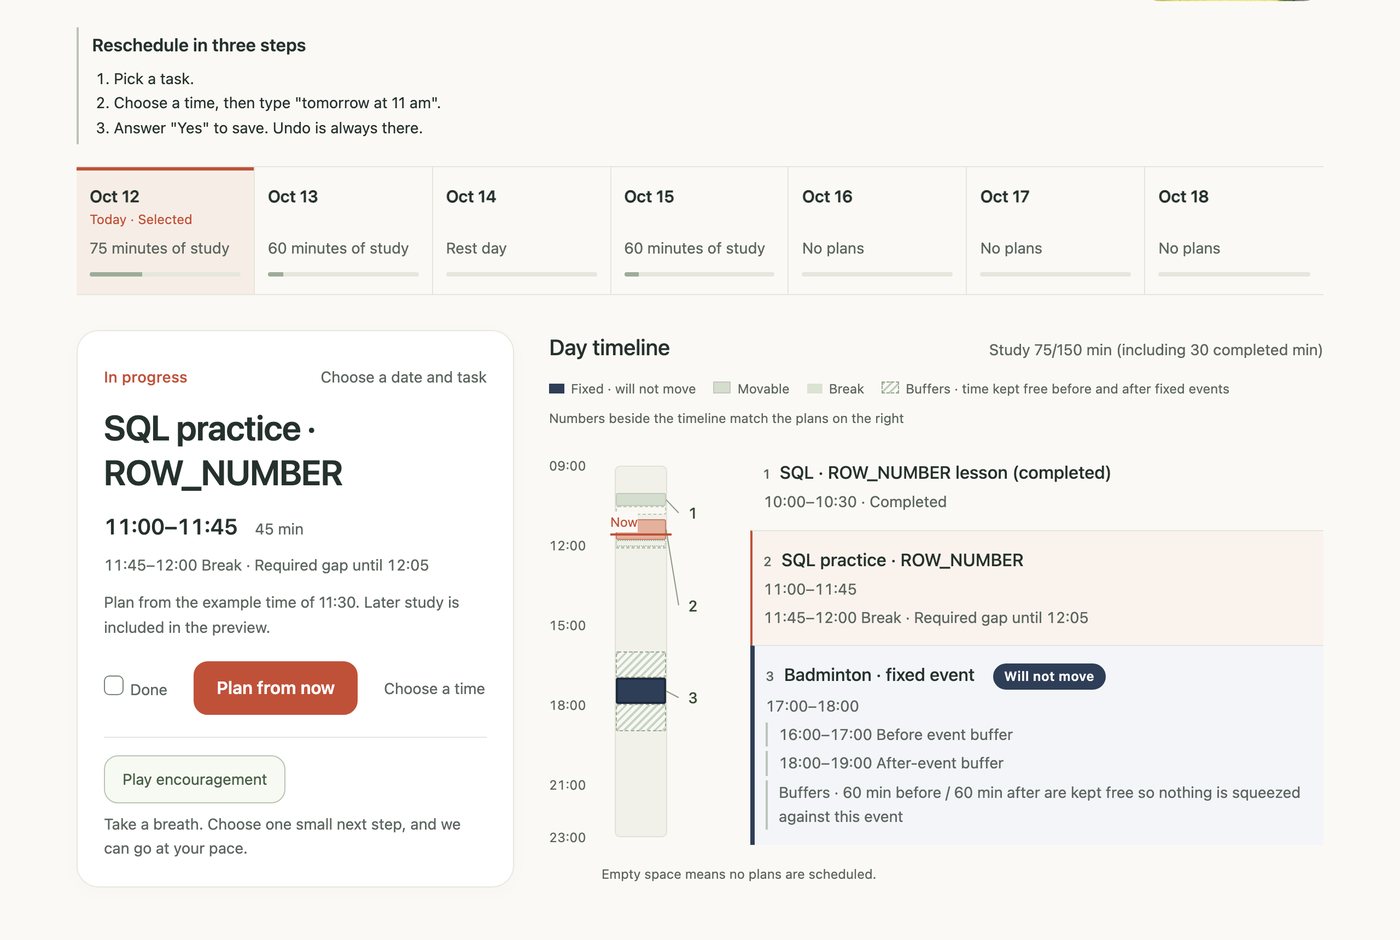 Reschedule in three steps
1. Pick a task.
2. Choose a time, then type "tomorrow at 11 am".
3. Answer "Yes" to save. Undo is always there.
Oct 12
Today · Selected
75 minutes of study
Oct 13
60 minutes of study
Oct 14
Rest day
Oct 15
60 minutes of study
Oct 16
No plans
Oct 17
No plans
Oct 18
No plans
In progress
Choose a date and task
SQL practice ·
ROW_NUMBER
11:00–11:45 45 min
11:45–12:00 Break · Required gap until 12:05
Plan from the example time of 11:30. Later study is
included in the preview.
Done
Plan from now
Choose a time
Play encouragement
Take a breath. Choose one small next step, and we
can go at your pace.
Day timeline
Study 75/150 min (including 30 completed min)
Fixed · will not move
Movable
Break
Buffers · time kept free before and after fixed events
Numbers beside the timeline match the plans on the right
09:00
12:00
15:00
18:00
21:00
23:00
Now
1
2
3
1 SQL · ROW_NUMBER lesson (completed)
10:00–10:30 · Completed
2 SQL practice · ROW_NUMBER
11:00–11:45
11:45–12:00 Break · Required gap until 12:05
3 Badminton · fixed event Will not move
17:00–18:00
16:00–17:00 Before event buffer
18:00–19:00 After-event buffer
Buffers · 60 min before / 60 min after are kept free so nothing is squeezed
against this event
Empty space means no plans are scheduled.